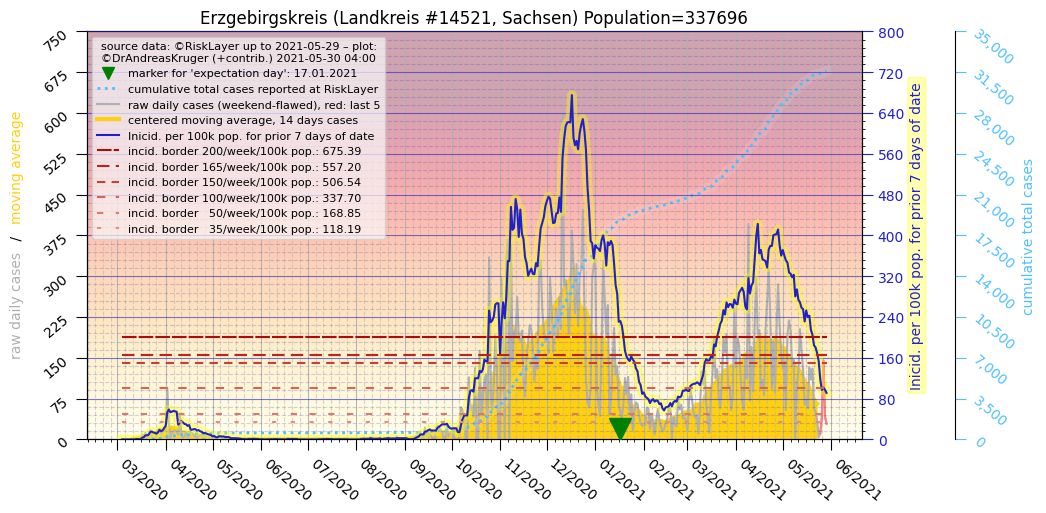 Erzgebirgskreis (Landkreis #14521, Sachsen) Population=337696
source data: ©RiskLayer up to 2021-05-29 – plot:
©DrAndreasKruger (+contrib.) 2021-05-30 04:00
marker for 'expectation day': 17.01.2021
cumulative total cases reported at RiskLayer
raw daily cases (weekend-flawed), red: last 5
centered moving average, 14 days cases
Inicid. per 100k pop. for prior 7 days of date
incid. border 200/week/100k pop.: 675.39
incid. border 165/week/100k pop.: 557.20
incid. border 150/week/100k pop.: 506.54
incid. border 100/week/100k pop.: 337.70
incid. border 50/week/100k pop.: 168.85
incid. border 35/week/100k pop.: 118.19
raw daily cases / moving average
750
675
600
525
450
375
300
225
150
75
0
03/2020
04/2020
05/2020
06/2020
07/2020
08/2020
09/2020
10/2020
11/2020
12/2020
01/2021
02/2021
03/2021
04/2021
05/2021
06/2021
800
720
640
560
480
400
320
240
160
80
0
Inicid. per 100k pop. for prior 7 days of date
35,000
31,500
28,000
24,500
21,000
17,500
14,000
10,500
7,000
3,500
0
cumulative total cases